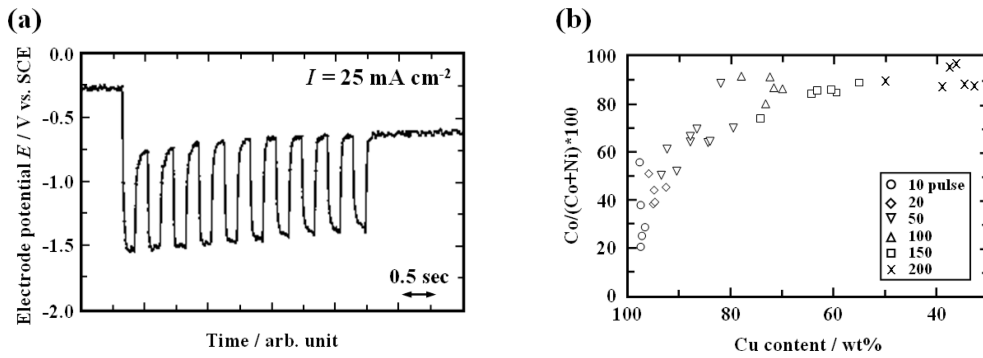 (a)
Electrode potential E / V vs. SCE
0.0
-0.5
-1.0
-1.5
-2.0
I = 25 mA cm-2
0.5 sec
Time / arb. unit
(b)
Co/(Co+Ni)*100
100
80
60
40
20
0
100
80
60
40
10 pulse
20
50
100
150
200
Cu content / wt%